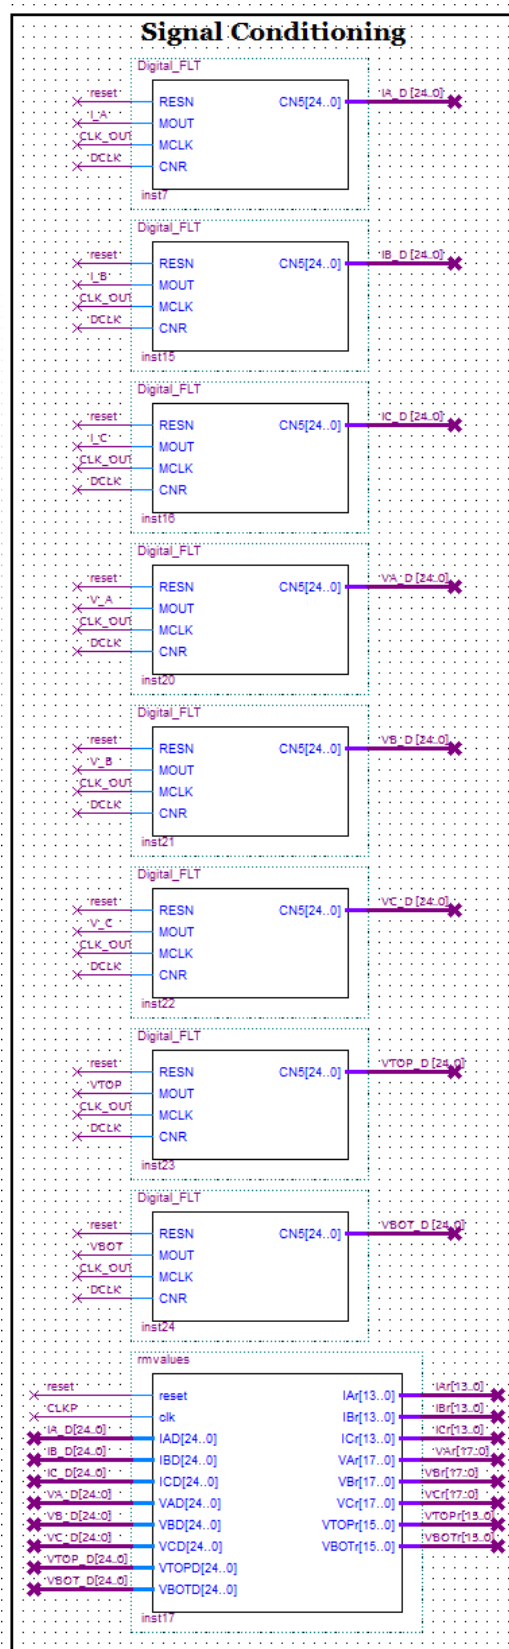 Signal Conditioning
Digital_FLT
reset RESN CN5[24..0] IA_D [24..0]
I_A MOUT
CLK_OUT MCLK
DCLK CNR
inst7
Digital_FLT
reset RESN CN5[24..0] IB_D [24..0]
I_B MOUT
CLK_OUT MCLK
DCLK CNR
inst15
Digital_FLT
reset RESN CN5[24..0] IC_D [24..0]
I_C MOUT
CLK_OUT MCLK
DCLK CNR
inst16
Digital_FLT
reset RESN CN5[24..0] VA_D [24..0]
V_A MOUT
CLK_OUT MCLK
DCLK CNR
inst20
Digital_FLT
reset RESN CN5[24..0] VB_D [24..0]
V_B MOUT
CLK_OUT MCLK
DCLK CNR
inst21
Digital_FLT
reset RESN CN5[24..0] VC_D [24..0]
V_C MOUT
CLK_OUT MCLK
DCLK CNR
inst22
Digital_FLT
reset RESN CN5[24..0] VTOP_D [24..0]
VTOP MOUT
CLK_OUT MCLK
DCLK CNR
inst23
Digital_FLT
reset RESN CN5[24..0] VBOT_D [24..0]
VBOT MOUT
CLK_OUT MCLK
DCLK CNR
inst24
rmvalues
reset reset IAr[13..0] IAr[13..0]
CLKP clk IBr[13..0] IBr[13..0]
IA_D[24..0] IAD[24..0] ICr[13..0] ICr[13..0]
IB_D[24..0] IBD[24..0] VAr[17..0] VAr[17..0]
IC_D[24..0] ICD[24..0] VBr[17..0] VBr[17..0]
VA_D[24..0] VAD[24..0] VCr[17..0] VCr[17..0]
VB_D[24..0] VBD[24..0] VTOPr[15..0] VTOPr[15..0]
VC_D[24..0] VCD[24..0] VBOTr[15..0] VBOTr[15..0]
VTOP_D[24..0] VTOPD[24..0]
VBOT_D[24..0] VBOTD[24..0]
inst17